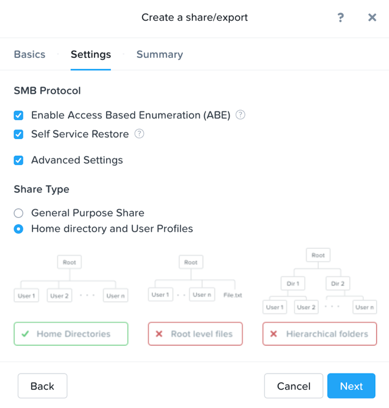 Create a share/export
?
Basics Settings Summary
SMB Protocol
Enable Access Based Enumeration (ABE) ?
Self Service Restore ?
Advanced Settings
Share Type
General Purpose Share
Home directory and User Profiles
Root Root Root
Dir 1 Dir 2
User 1 User 2 · · · User n User 1 · · User n File.txt User 1 User 2 · · · User n
Home Directories Root level files Hierarchical folders
Back Cancel Next